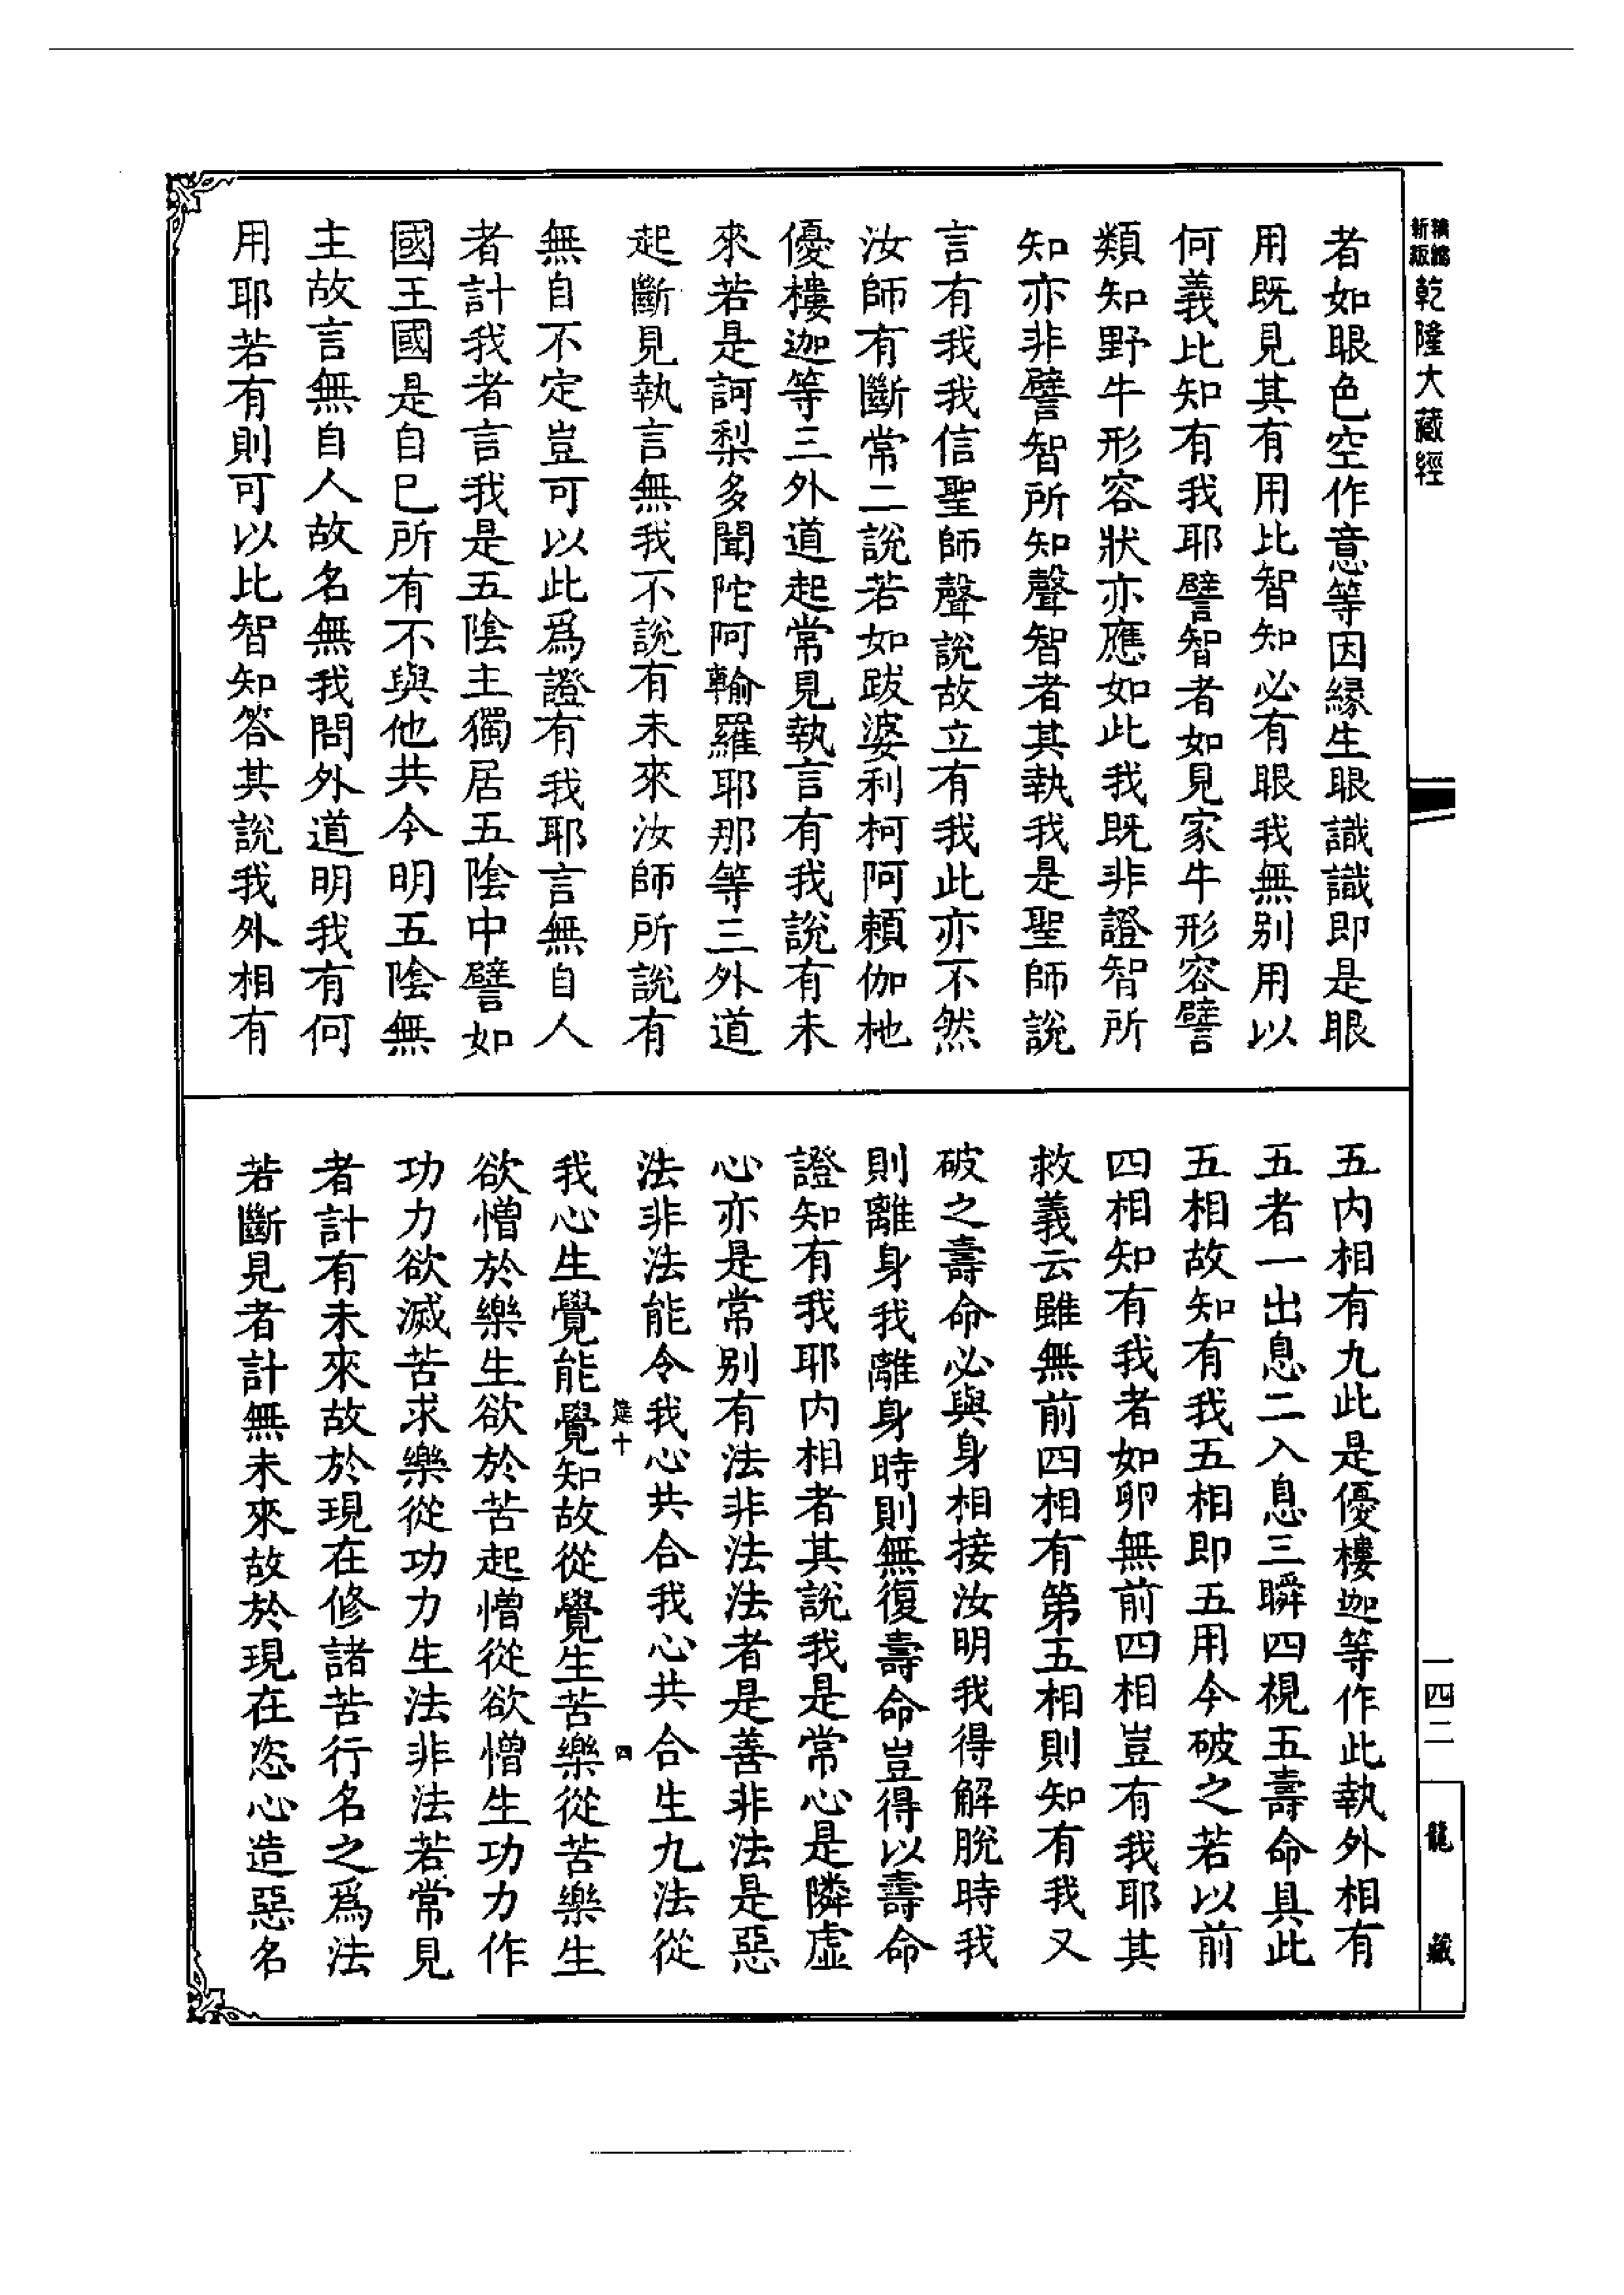 新版
精縮
乾隆大藏經
者如眼色空作意等因緣生眼識識即是眼
用既見其有用比智知必有眼我無別用以
何義比知有我耶譬智者如見家牛形容譬
類知野牛形容狀亦應如此我既非證智所
知亦非譬智所知聲智者其執我是聖師說
言有我我信聖師聲說故立有我此亦不然
汝師有斷常二說若如跋婆利柯阿賴伽杝
優樓迦等三外道起常見執言有我說有未
來若是訶梨多聞陀阿輸羅耶那等三外道
起斷見執言無我不說有未來汝師所說有
無自不定豈可以此為證有我耶言無自人
者計我者言我是五陰主獨居五陰中譬如
國王國是自已所有不與他共今明五陰無
主故言無自人故名無我問外道明我有何
用耶若有則可以比智知答其說我外相有
五內相有九此是優樓迦等作此執外相有
五者一出息二入息三瞬四視五壽命具此
五相故知有我五相即五用今破之若以前
四相知有我者如卵無前四相豈有我耶其
救義云雖無前四相有第五相則知有我又
破之壽命必與身相接汝明我得解脫時我
則離身我離身時則無復壽命豈得以壽命
證知有我耶內相者其說我是常心是隣虛
心亦是常別有法非法法者是善非法是惡
法非法能令我心共合我心共合生九法從
筵十
四
我心生覺能覺知故從覺生苦樂從苦樂生
欲憎於樂生欲於苦起憎從欲憎生功力作
功力欲滅苦求樂從功力生法非法若常見
者計有未來故於現在修諸苦行名之為法
若斷見者計無未來故於現在恣心造惡名
一四二
龍藏